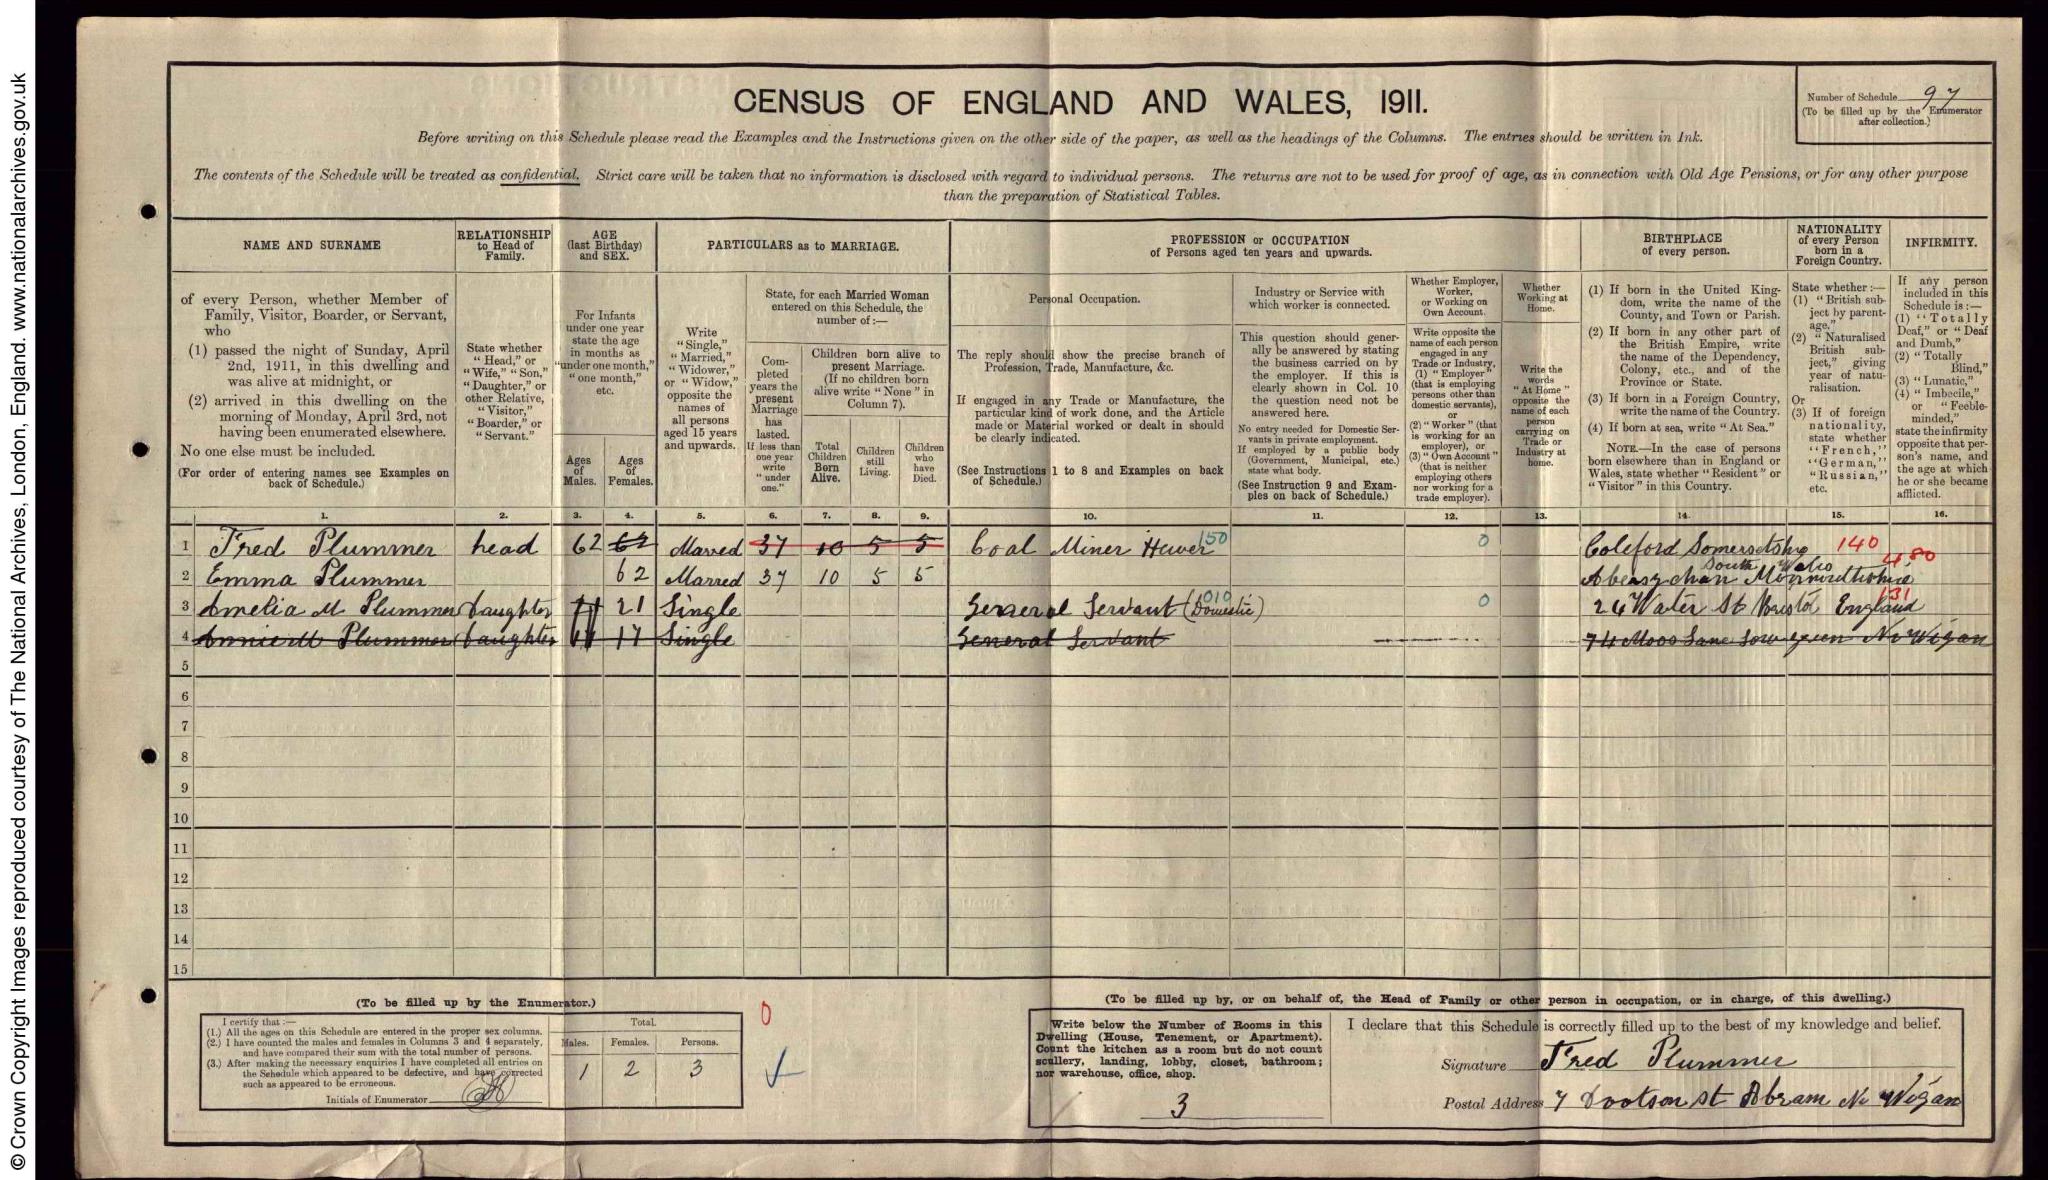 © Crown Copyright Images reproduced courtesy of The National Archives, London, England. www.nationalarchives.gov.uk
CENSUS OF ENGLAND AND WALES, 1911.
Number of Schedule 97
(To be filled up by the Enumerator
after collection.)
Before writing on this Schedule please read the Examples and the Instructions given on the other side of the paper, as well as the headings of the Columns. The entries should be written in Ink.
The contents of the Schedule will be treated as confidential. Strict care will be taken that no information is disclosed with regard to individual persons. The returns are not to be used for proof of age, as in connection with Old Age Pensions, or for any other purpose
than the preparation of Statistical Tables.
NAME AND SURNAME
of every Person, whether Member of
Family, Visitor, Boarder, or Servant,
who
(1) passed the night of Sunday, April
2nd, 1911, in this dwelling and
was alive at midnight, or
(2) arrived in this dwelling on the
morning of Monday, April 3rd, not
having been enumerated elsewhere.
No one else must be included.
(For order of entering names see Examples on
back of Schedule.)
RELATIONSHIP
to Head of
Family.
State whether
"Head," or
"Wife," "Son,"
"Daughter," or
other Relative,
"Visitor,"
"Boarder," or
"Servant."
AGE
(last Birthday)
and SEX.
For Infants
under one year
state the age
in months as
"under one month,"
"one month,"
etc.
Ages
of
Males.
Ages
of
Females.
PARTICULARS as to MARRIAGE.
Write
"Single,"
"Married,"
"Widower,"
or "Widow,"
opposite the
names of
all persons
aged 15 years
and upwards.
State, for each Married Woman
entered on this Schedule, the
number of:—
Completed
years the
present
Marriage
has
lasted.
If less than
one year
write
"under
one."
Children born alive to
present Marriage.
(If no children born
alive write "None" in
Column 7).
Total
Children
Born
Alive.
Children
still
Living.
Children
who
have
Died.
PROFESSION or OCCUPATION
of Persons aged ten years and upwards.
Personal Occupation.
The reply should show the precise branch of
Profession, Trade, Manufacture, &c.
If engaged in any Trade or Manufacture, the
particular kind of work done, and the Article
made or Material worked or dealt in should
be clearly indicated.
(See Instructions 1 to 8 and Examples on back
of Schedule.)
Industry or Service with
which worker is connected.
This question should gener-
ally be answered by stating
the business carried on by
the employer. If this is
clearly shown in Col. 10
the question need not be
answered here.
No entry needed for Domestic Ser-
vants in private employment.
If employed by a public body
(Government, Municipal, etc.)
state what body.
(See Instruction 9 and Exam-
ples on back of Schedule.)
Whether Employer,
Worker,
or Working on
Own Account.
Write opposite the
name of each person
engaged in any
Trade or Industry,
(1) "Employer"
(that is employing
persons other than
domestic servants),
or
(2) "Worker" (that
is working for an
employer), or
(3) "Own Account"
(that is neither
employing others
nor working for a
trade employer).
Whether
Working at
Home.
Write the
words
"At Home"
opposite the
name of each
person
carrying on
Trade or
Industry at
home.
BIRTHPLACE
of every person.
(1) If born in the United King-
dom, write the name of the
County, and Town or Parish.
(2) If born in any other part of
the British Empire, write
the name of the Dependency,
Colony, etc., and of the
Province or State.
(3) If born in a Foreign Country,
write the name of the Country.
(4) If born at sea, write "At Sea."
NOTE.—In the case of persons
born elsewhere than in England or
Wales, state whether "Resident" or
"Visitor" in this Country.
NATIONALITY
of every Person
born in a
Foreign Country.
State whether:—
(1) "British sub-
ject by parent-
age,"
(2) "Naturalised
British sub-
ject," giving
year of natu-
ralisation.
Or
(3) If of foreign
nationality,
state whether
"French,"
"German,"
"Russian,"
etc.
INFIRMITY.
If any person
included in this
Schedule is:—
(1) "Totally
Deaf," or "Deaf
and Dumb,"
(2) "Totally
Blind,"
(3) "Lunatic,"
(4) "Imbecile,"
or "Feeble-
minded,"
state the infirmity
opposite that per-
son's name, and
the age at which
he or she became
afflicted.
1. 2. 3. 4. 5. 6. 7. 8. 9. 10. 11. 12. 13. 14. 15. 16.
1 Fred Plummer head 62 62 Marred 37 10 5 5 Coal Miner Hewer 150 0 Coleford Somersetshire 140
2 Emma Plummer 62 Marred 37 10 5 5 South Wales 480
3 Amelia M Plummer Daughter 21 Single General Servant (Domestic) 010 0 26 Water St Bristol England 131
4 Annie M Plummer Daughter 17 Single General Servant 74 Moss Lane Lowgreen Nr Wigan
5
6
7
8
9
10
11
12
13
14
15
(To be filled up by the Enumerator.)
I certify that:—
(1.) All the ages on this Schedule are entered in the proper sex columns.
(2.) I have counted the males and females in Columns 3 and 4 separately,
and have compared their sum with the total number of persons.
(3.) After making the necessary enquiries I have completed all entries on
the Schedule which appeared to be defective, and have corrected
such as appeared to be erroneous.
Initials of Enumerator
Total.
Males. Females. Persons.
1 2 3
0
(To be filled up by, or on behalf of, the Head of Family or other person in occupation, or in charge, of this dwelling.)
Write below the Number of Rooms in this
Dwelling (House, Tenement, or Apartment).
Count the kitchen as a room but do not count
scullery, landing, lobby, closet, bathroom;
nor warehouse, office, shop.
3
I declare that this Schedule is correctly filled up to the best of my knowledge and belief.
Signature Fred Plummer
Postal Address 7 Dootson St Abram Nr Wigan